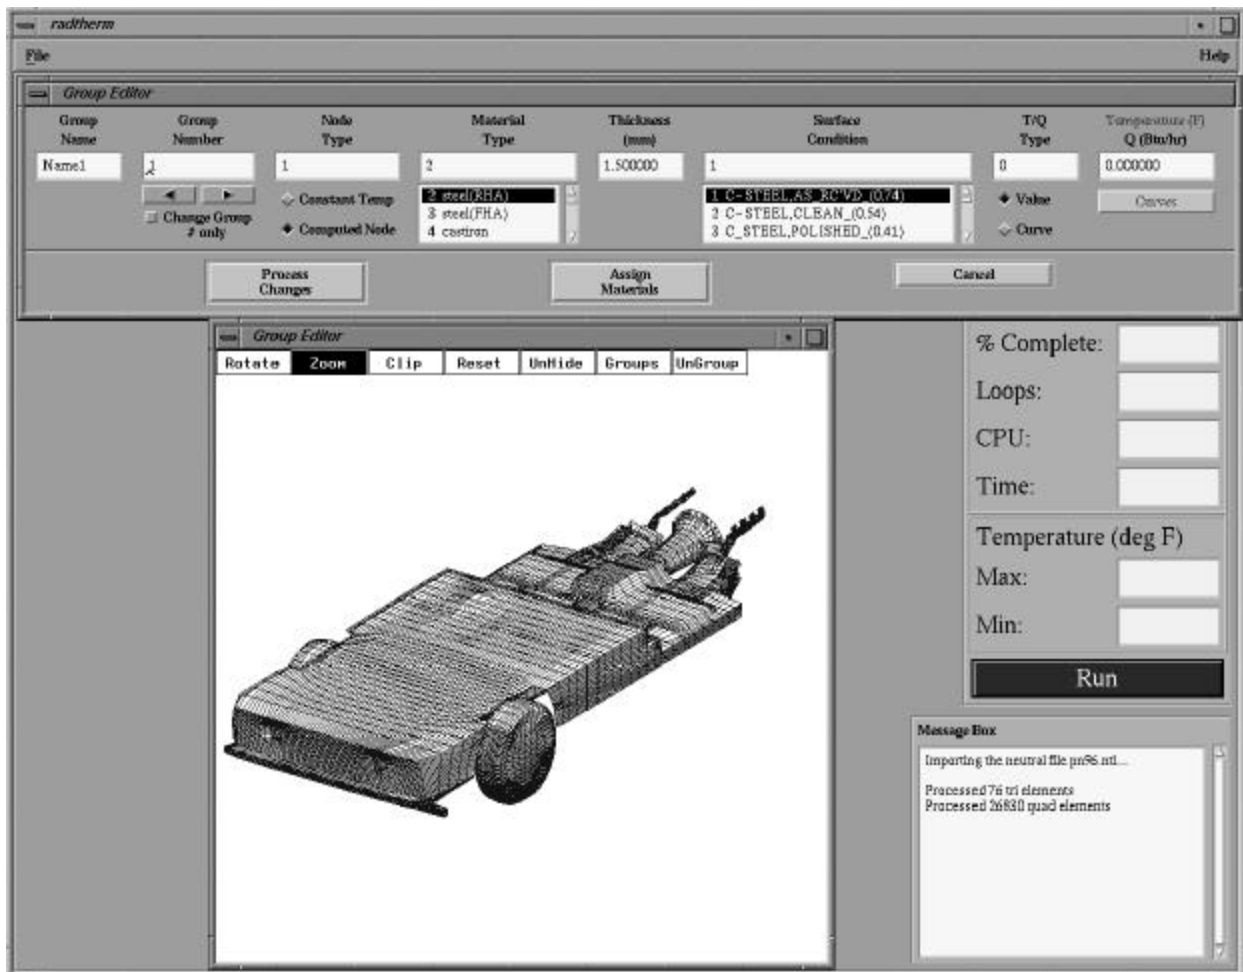 radtherm
File Help
Group Editor
Group Name
Group Number
Node Type
Material Type
Thickness (mm)
Surface Condition
T/Q Type
Temperature (F) Q (Btu/hr)
Name1 1 2 1.500000 1 0 0.000000
Change Group # only
Constant Temp
Computed Node
2 steel(RHA)
3 steel(FHA)
4 castiron
1 C-STEEL,AS_RCVD_(0.74)
2 C-STEEL,CLEAN_(0.54)
3 C_STEEL,POLISHED_(0.41)
Value
Curve
Curves
Process Changes
Assign Materials
Cancel
Group Editor
Rotate Zoom Clip Reset UnHide Groups UnGroup
% Complete:
Loops:
CPU:
Time:
Temperature (deg F)
Max:
Min:
Run
Message Box
Importing the neutral file pn96.ntl...
Processed 76 tri elements
Processed 26830 quad elements